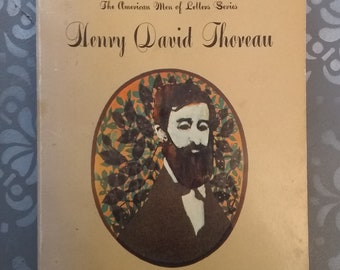 The American Men of Letters Series
Henry David Thoreau